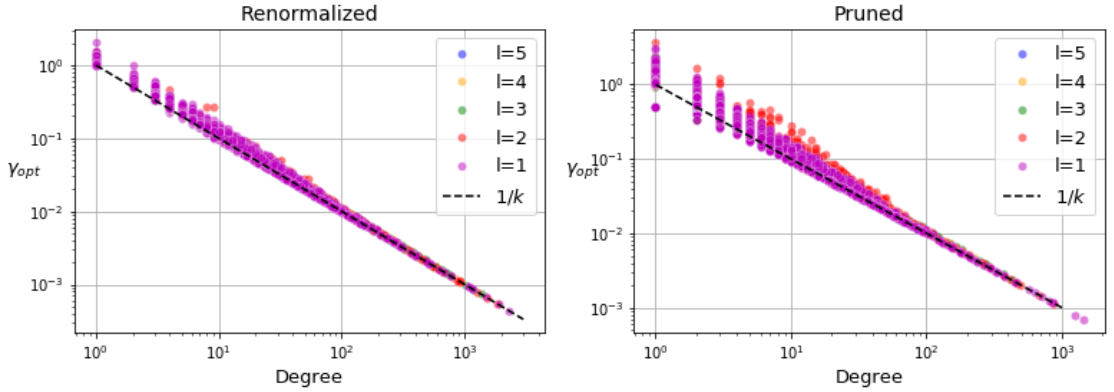 Renormalized
10⁰
10⁻¹
10⁻²
10⁻³
γₒₚₜ
10⁰
10¹
10²
10³
Degree
l=5
l=4
l=3
l=2
l=1
1/k
Pruned
10⁰
10⁻¹
10⁻²
10⁻³
γₒₚₜ
10⁰
10¹
10²
10³
Degree
l=5
l=4
l=3
l=2
l=1
1/k